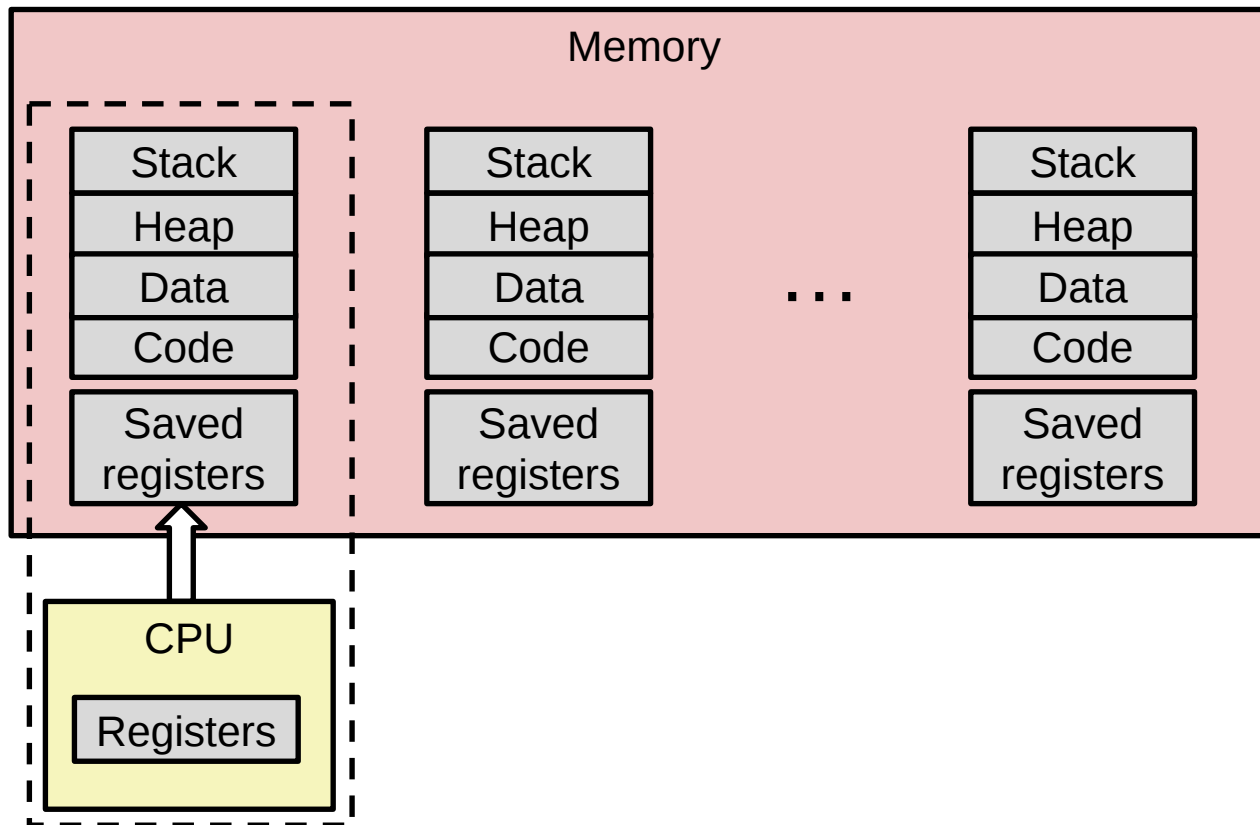 Memory
Stack
Heap
Data
Code
Saved
registers
Stack
Heap
Data
Code
Saved
registers
...
Stack
Heap
Data
Code
Saved
registers
CPU
Registers